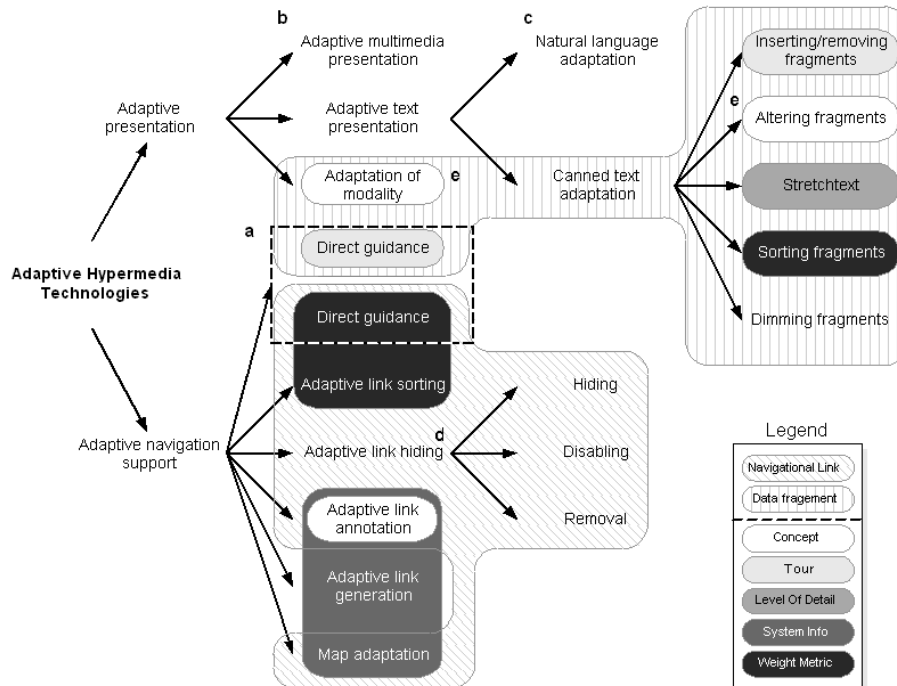 b
c
Adaptive multimedia
presentation
Natural language
adaptation
Inserting/removing
fragments
Adaptive
presentation
Adaptive text
presentation
e
Altering fragments
Adaptation of
modality
e
Canned text
adaptation
Stretchtext
a
Direct guidance
Sorting fragments
Adaptive Hypermedia
Technologies
Direct guidance
Dimming fragments
Adaptive link sorting
Hiding
Adaptive navigation
support
d
Adaptive link hiding
Disabling
Adaptive link
annotation
Removal
Adaptive link
generation
Map adaptation
Legend
Navigational Link
Data fragement
Concept
Tour
Level Of Detail
System Info
Weight Metric